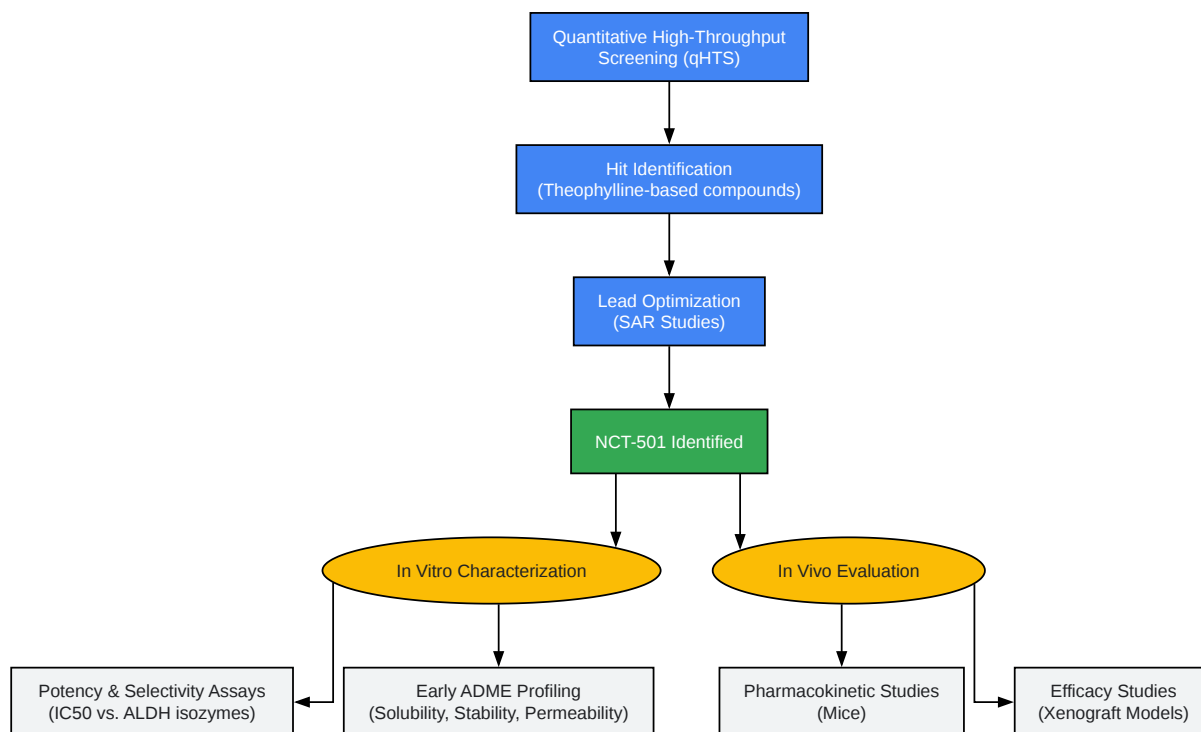 Quantitative High-Throughput
Screening (qHTS)
Hit Identification
(Theophylline-based compounds)
Lead Optimization
(SAR Studies)
NCT-501 Identified
In Vitro Characterization
In Vivo Evaluation
Potency & Selectivity Assays
(IC50 vs. ALDH isozymes)
Early ADME Profiling
(Solubility, Stability, Permeability)
Pharmacokinetic Studies
(Mice)
Efficacy Studies
(Xenograft Models)